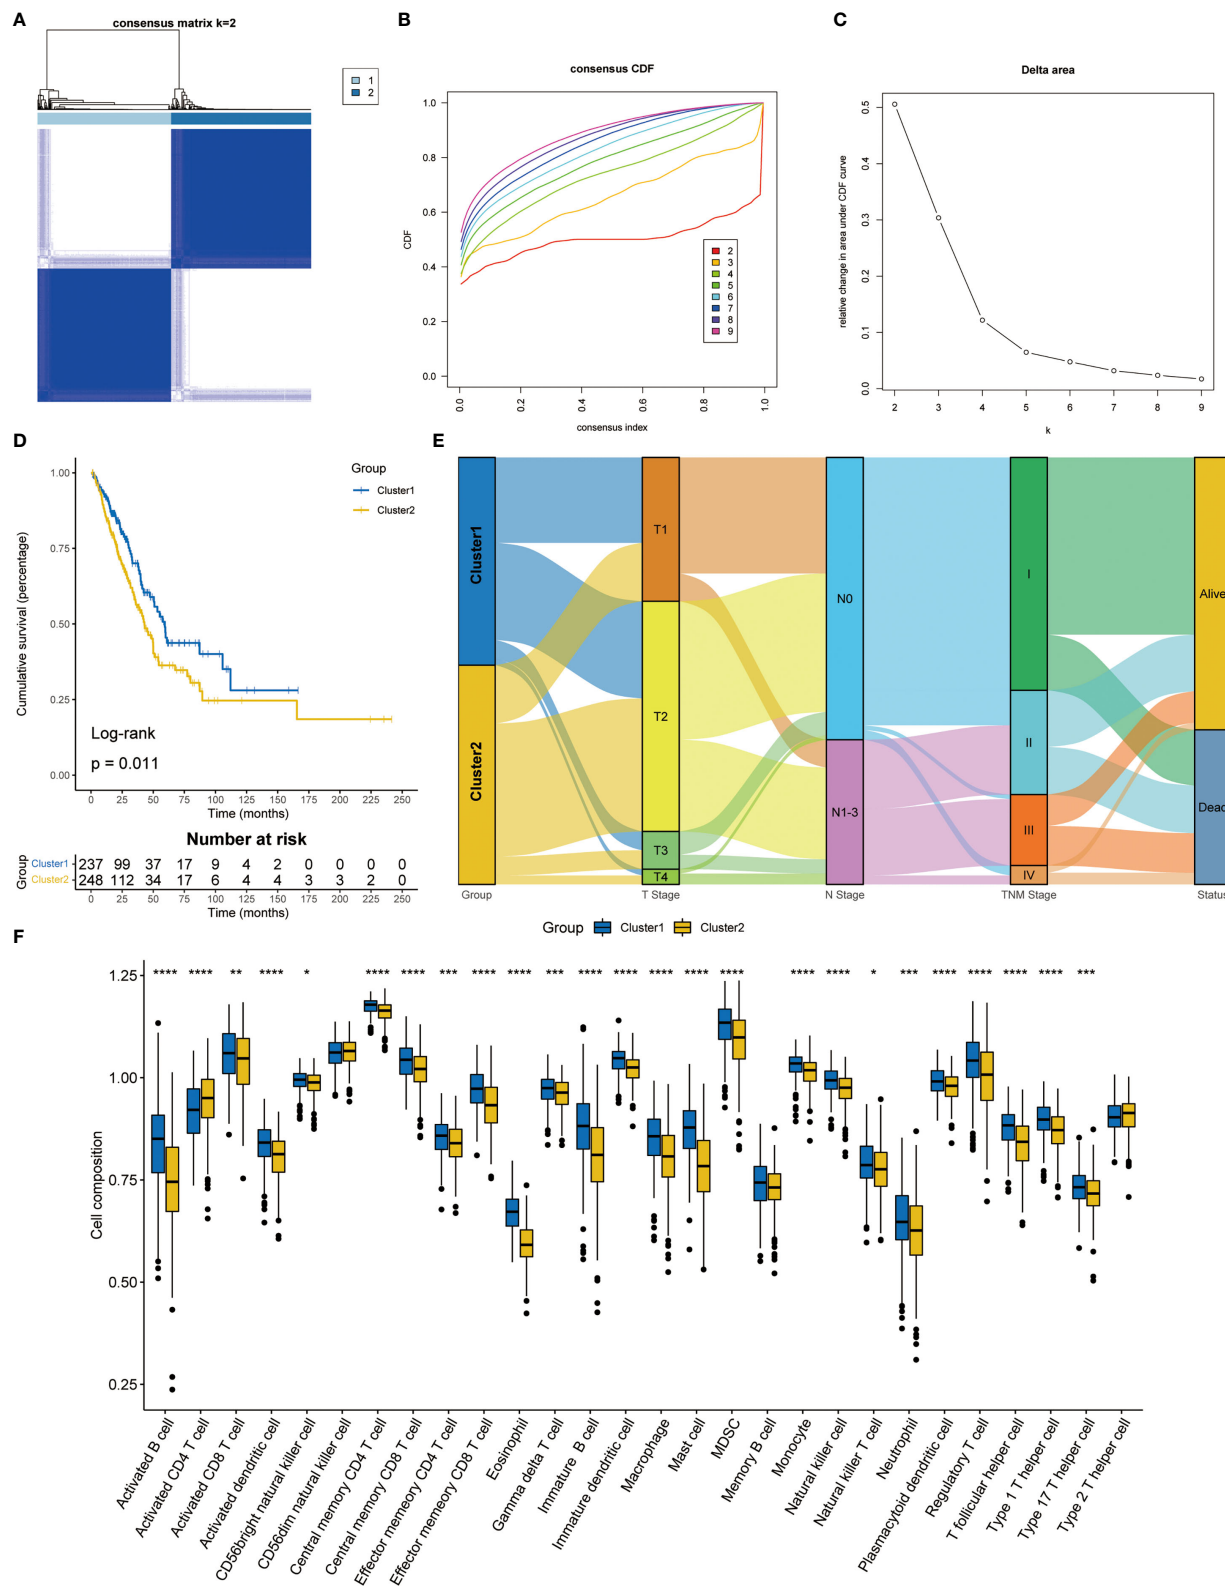 A
consensus matrix k=2
1
2
B
consensus CDF
CDF
1.0
0.8
0.6
0.4
0.2
0.0
2
3
4
5
6
7
8
9
0.0
0.2
0.4
0.6
0.8
1.0
consensus index
C
Delta area
relative change in area under CDF curve
0.5
0.4
0.3
0.2
0.1
0.0
2 3 4 5 6 7 8 9
k
D
Group
Cluster1
Cluster2
Cumulative survival (percentage)
1.00
0.75
0.50
0.25
0.00
Log-rank
p = 0.011
0 25 50 75 100 125 150 175 200 225 250
Time (months)
Number at risk
Group
Cluster1 237 99 37 17 9 4 2 0 0 0 0
Cluster2 248 112 34 17 6 4 4 3 3 2 0
0 25 50 75 100 125 150 175 200 225 250
Time (months)
E
Cluster1
Cluster2
T1
T2
T3
T4
N0
N1-3
I
II
III
IV
Alive
Dead
Group T Stage N Stage TNM Stage Status
F
Group Cluster1 Cluster2
Cell composition
1.25
1.00
0.75
0.50
0.25
**** **** ** **** * **** **** *** **** **** *** **** **** **** **** **** **** **** * *** **** **** **** **** ***
Activated B cell
Activated CD4 T cell
Activated CD8 T cell
Activated dendritic cell
CD56bright natural killer cell
CD56dim natural killer cell
Central memory CD4 T cell
Central memory CD8 T cell
Effector memeory CD4 T cell
Effector memeory CD8 T cell
Eosinophil
Gamma delta T cell
Immature B cell
Immature dendritic cell
Macrophage
Mast cell
MDSC
Memory B cell
Monocyte
Natural killer cell
Natural killer T cell
Neutrophil
Plasmacytoid dendritic cell
Regulatory T cell
T follicular helper cell
Type 1 T helper cell
Type 17 T helper cell
Type 2 T helper cell